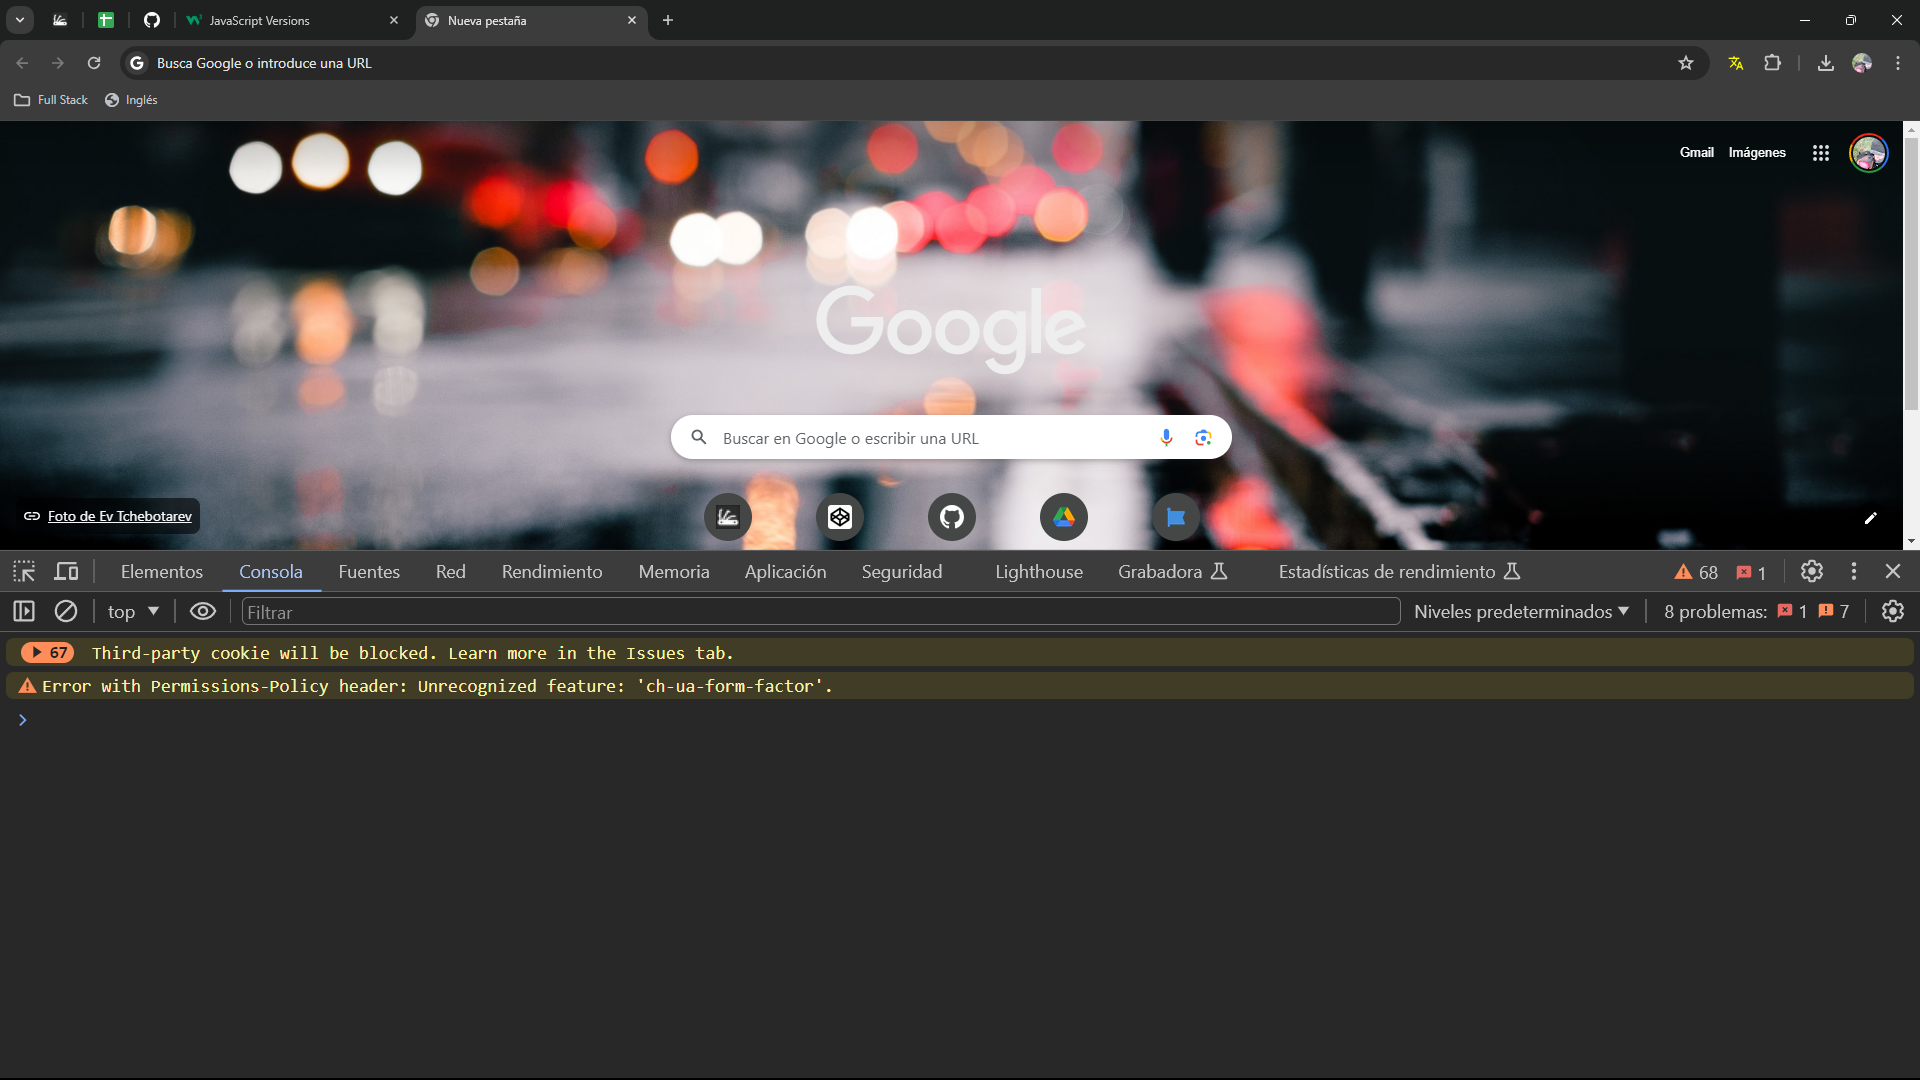 JavaScript Versions
Nueva pestaña
Busca Google o introduce una URL
Full Stack
Inglés
Gmail
Imágenes
Google
Buscar en Google o escribir una URL
Foto de Ev Tchebotarev
Elementos
Consola
Fuentes
Red
Rendimiento
Memoria
Aplicación
Seguridad
Lighthouse
Grabadora
Estadísticas de rendimiento
68
1
top
Filtrar
Niveles predeterminados
8 problemas:
1
7
67
Third-party cookie will be blocked. Learn more in the Issues tab.
Error with Permissions-Policy header: Unrecognized feature: 'ch-ua-form-factor'.